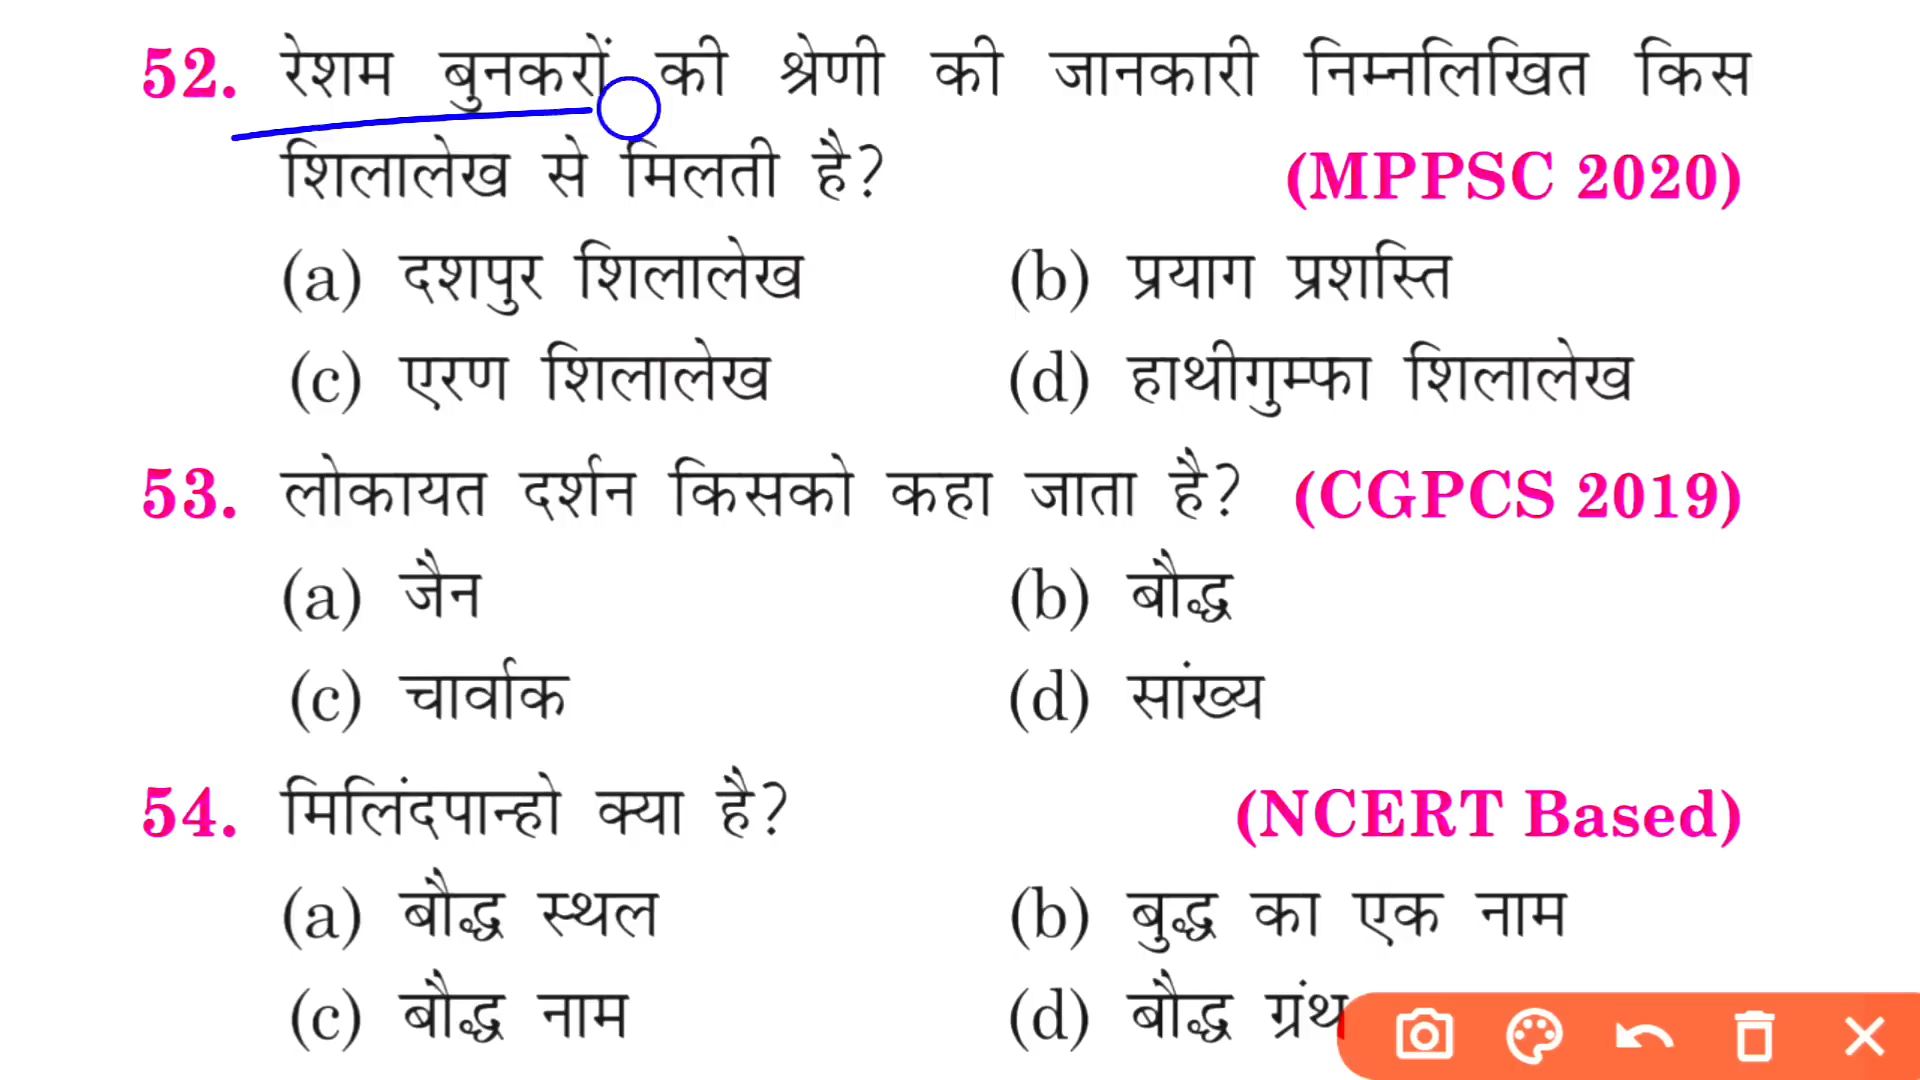 52. रेशम बुनकरों की श्रेणी की जानकारी निम्नलिखित किस
शिलालेख से मिलती है? (MPPSC 2020)
(a) दशपुर शिलालेख (b) प्रयाग प्रशस्ति
(c) एरण शिलालेख (d) हाथीगुम्फा शिलालेख
53. लोकायत दर्शन किसको कहा जाता है? (CGPCS 2019)
(a) जैन (b) बौद्ध
(c) चार्वाक (d) सांख्य
54. मिलिंदपान्हो क्या है? (NCERT Based)
(a) बौद्ध स्थल (b) बुद्ध का एक नाम
(c) बौद्ध नाम (d) बौद्ध ग्रंथ